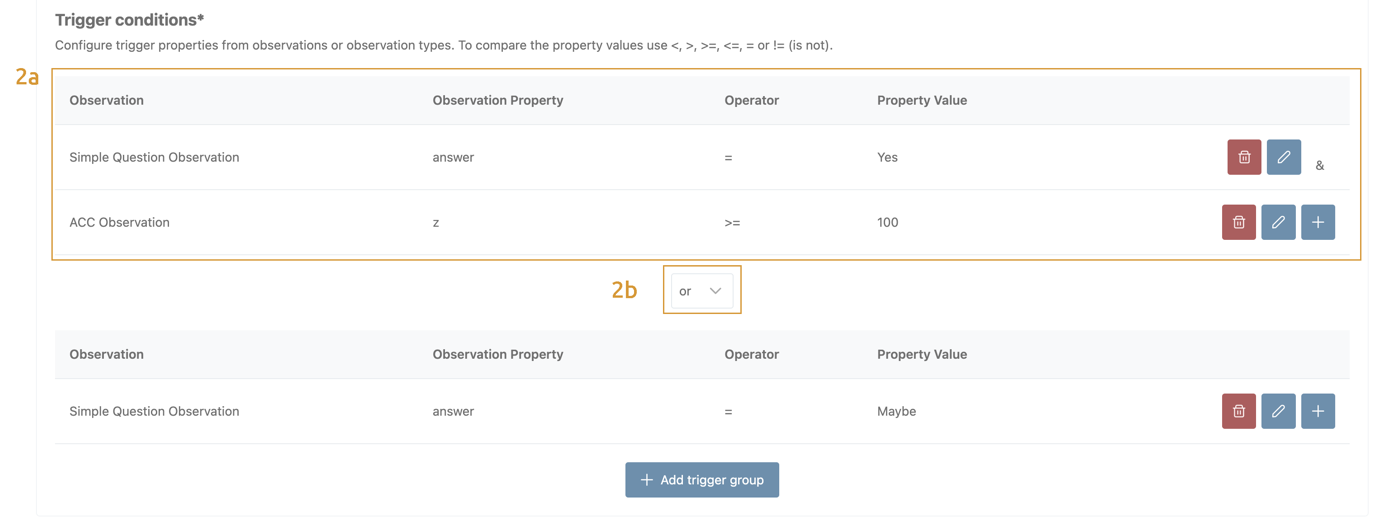 Trigger conditions*
Configure trigger properties from observations or observation types. To compare the property values use <, >, >=, <=, = or != (is not).
2a
Observation Observation Property Operator Property Value
Simple Question Observation answer = Yes &
ACC Observation z >= 100
2b or
Observation Observation Property Operator Property Value
Simple Question Observation answer = Maybe
+ Add trigger group